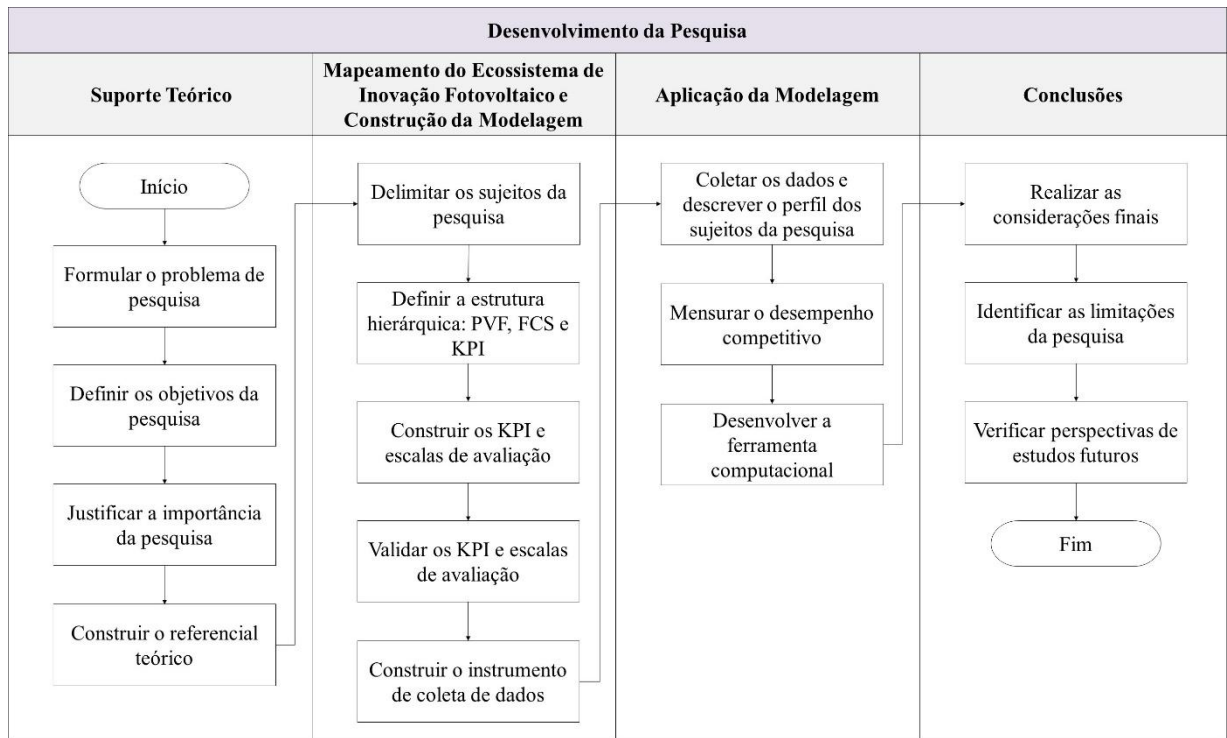 Desenvolvimento da Pesquisa
Suporte Teórico
Mapeamento do Ecossistema de
Inovação Fotovoltaico e
Construção da Modelagem
Aplicação da Modelagem
Conclusões
Início
Formular o problema de
pesquisa
Definir os objetivos da
pesquisa
Justificar a importância
da pesquisa
Construir o referencial
teórico
Delimitar os sujeitos da
pesquisa
Definir a estrutura
hierárquica: PVF, FCS e
KPI
Construir os KPI e
escalas de avaliação
Validar os KPI e escalas
de avaliação
Construir o instrumento
de coleta de dados
Coletar os dados e
descrever o perfil dos
sujeitos da pesquisa
Mensurar o desempenho
competitivo
Desenvolver a
ferramenta
computacional
Realizar as
considerações finais
Identificar as limitações
da pesquisa
Verificar perspectivas de
estudos futuros
Fim